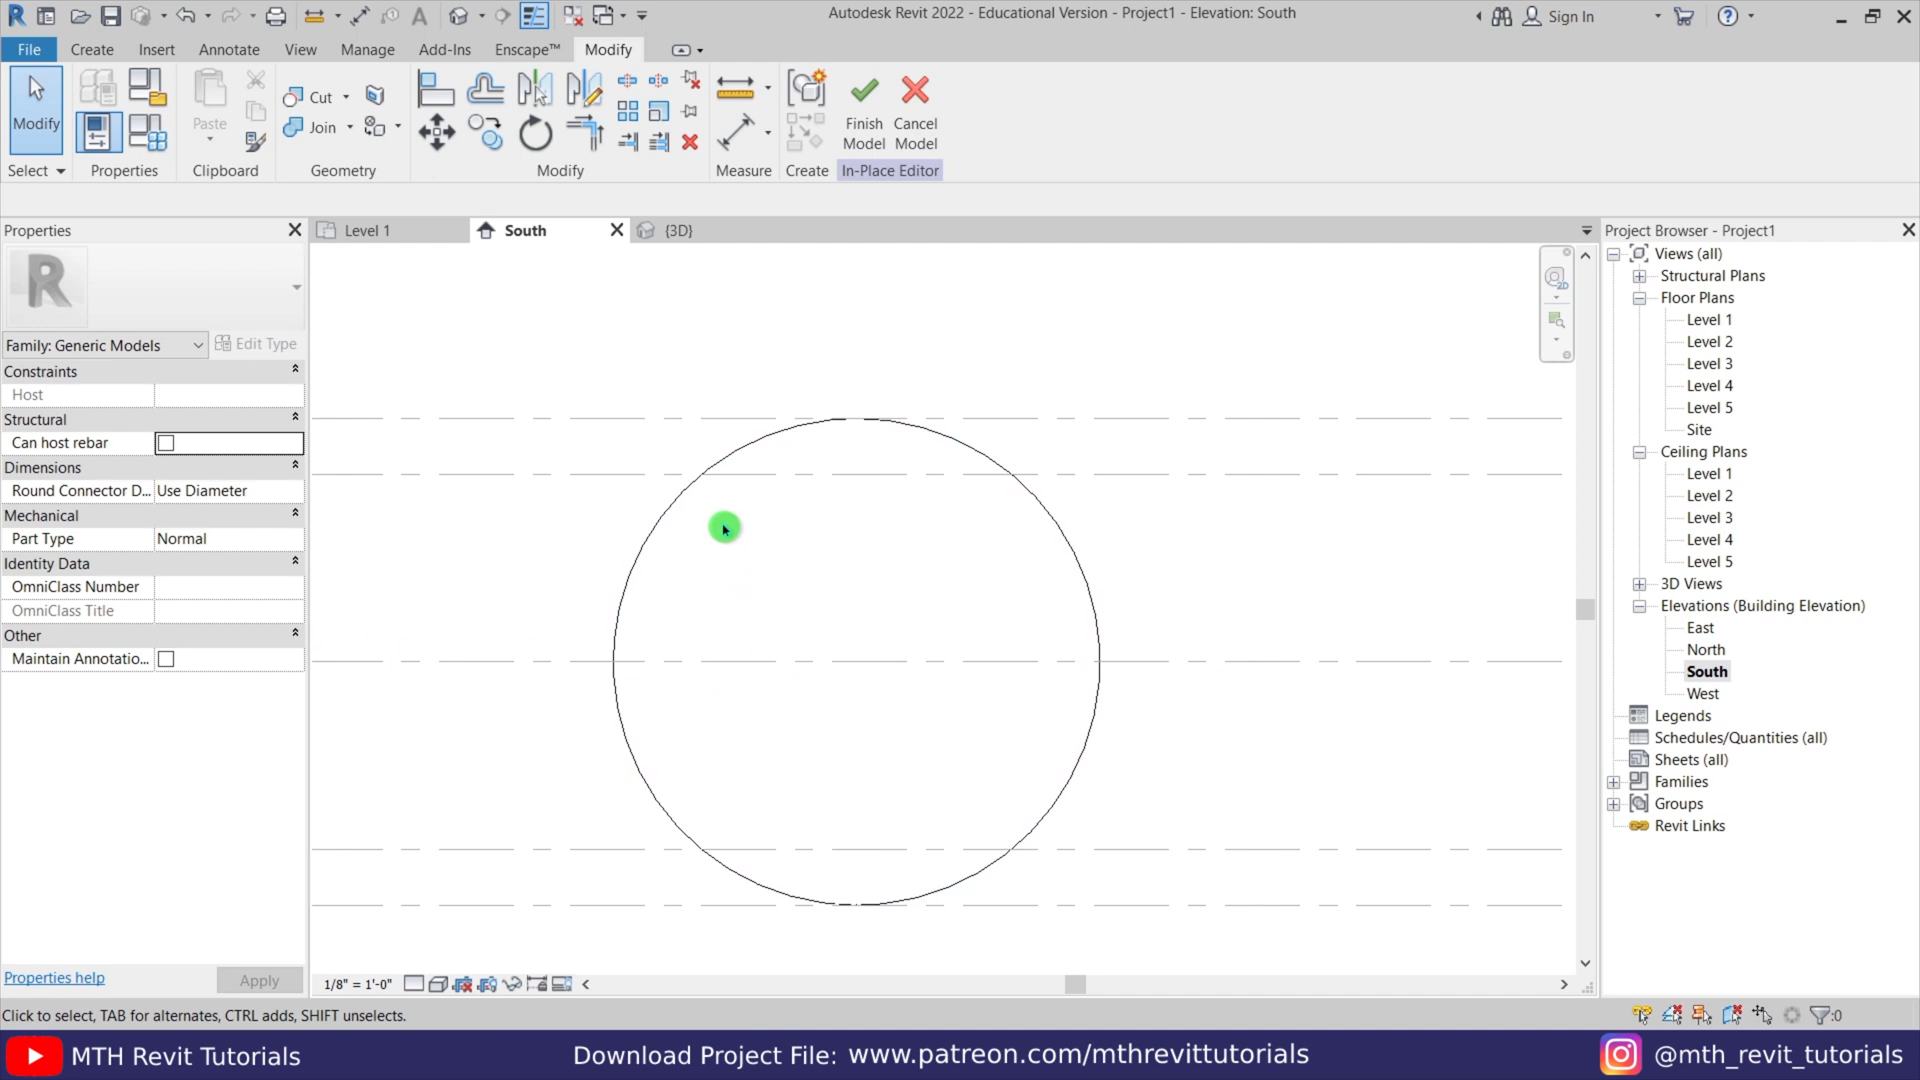 Autodesk Revit 2022 - Educational Version - Project1 - Elevation: South
Sign In
File Create Insert Annotate View Manage Add-Ins Enscape™ Modify
Modify
Paste
Cut
Join
Finish Model
Cancel Model
Select Properties Clipboard Geometry Modify Measure Create In-Place Editor
Properties
Level 1
South
{3D}
Project Browser - Project1
R
Family: Generic Models
Edit Type
Constraints
Host
Structural
Can host rebar
Dimensions
Round Connector D... Use Diameter
Mechanical
Part Type Normal
Identity Data
OmniClass Number
OmniClass Title
Other
Maintain Annotatio...
Properties help
Apply
2D
1/8" = 1'-0"
Views (all)
Structural Plans
Floor Plans
Level 1
Level 2
Level 3
Level 4
Level 5
Site
Ceiling Plans
Level 1
Level 2
Level 3
Level 4
Level 5
3D Views
Elevations (Building Elevation)
East
North
South
West
Legends
Schedules/Quantities (all)
Sheets (all)
Families
Groups
Revit Links
Click to select, TAB for alternates, CTRL adds, SHIFT unselects.
:0
MTH Revit Tutorials
Download Project File: www.patreon.com/mthrevittutorials
@mth_revit_tutorials